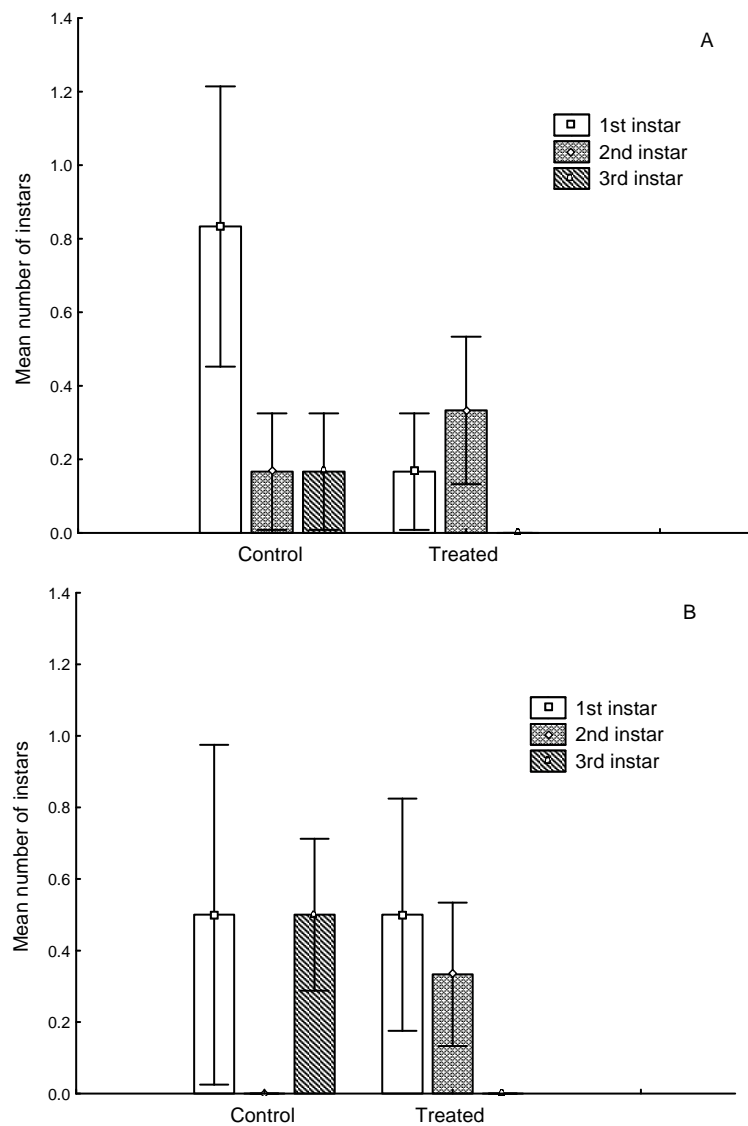 A
1.4
1.2
1.0
0.8
0.6
0.4
0.2
0.0
Mean number of instars
1st instar
2nd instar
3rd instar
Control Treated
B
1.4
1.2
1.0
0.8
0.6
0.4
0.2
0.0
Mean number of instars
1st instar
2nd instar
3rd instar
Control Treated